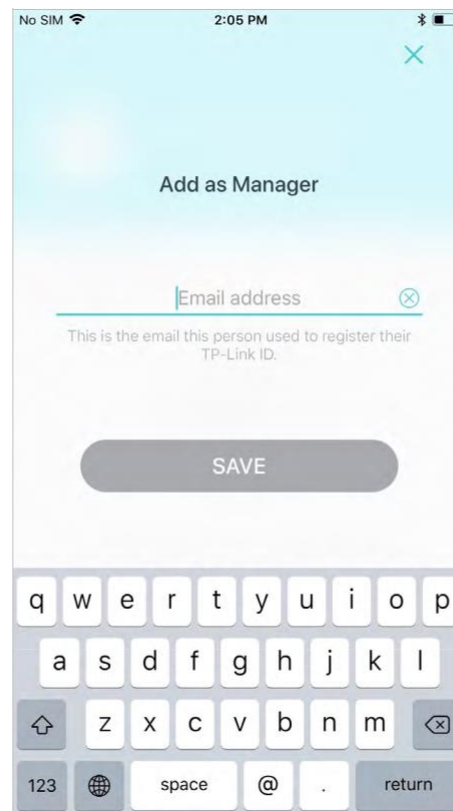 No SIM 2:05 PM
Add as Manager
Email address
This is the email this person used to register their
TP-Link ID.
SAVE
q w e r t y u i o p
a s d f g h j k l
z x c v b n m
123 space @ . return